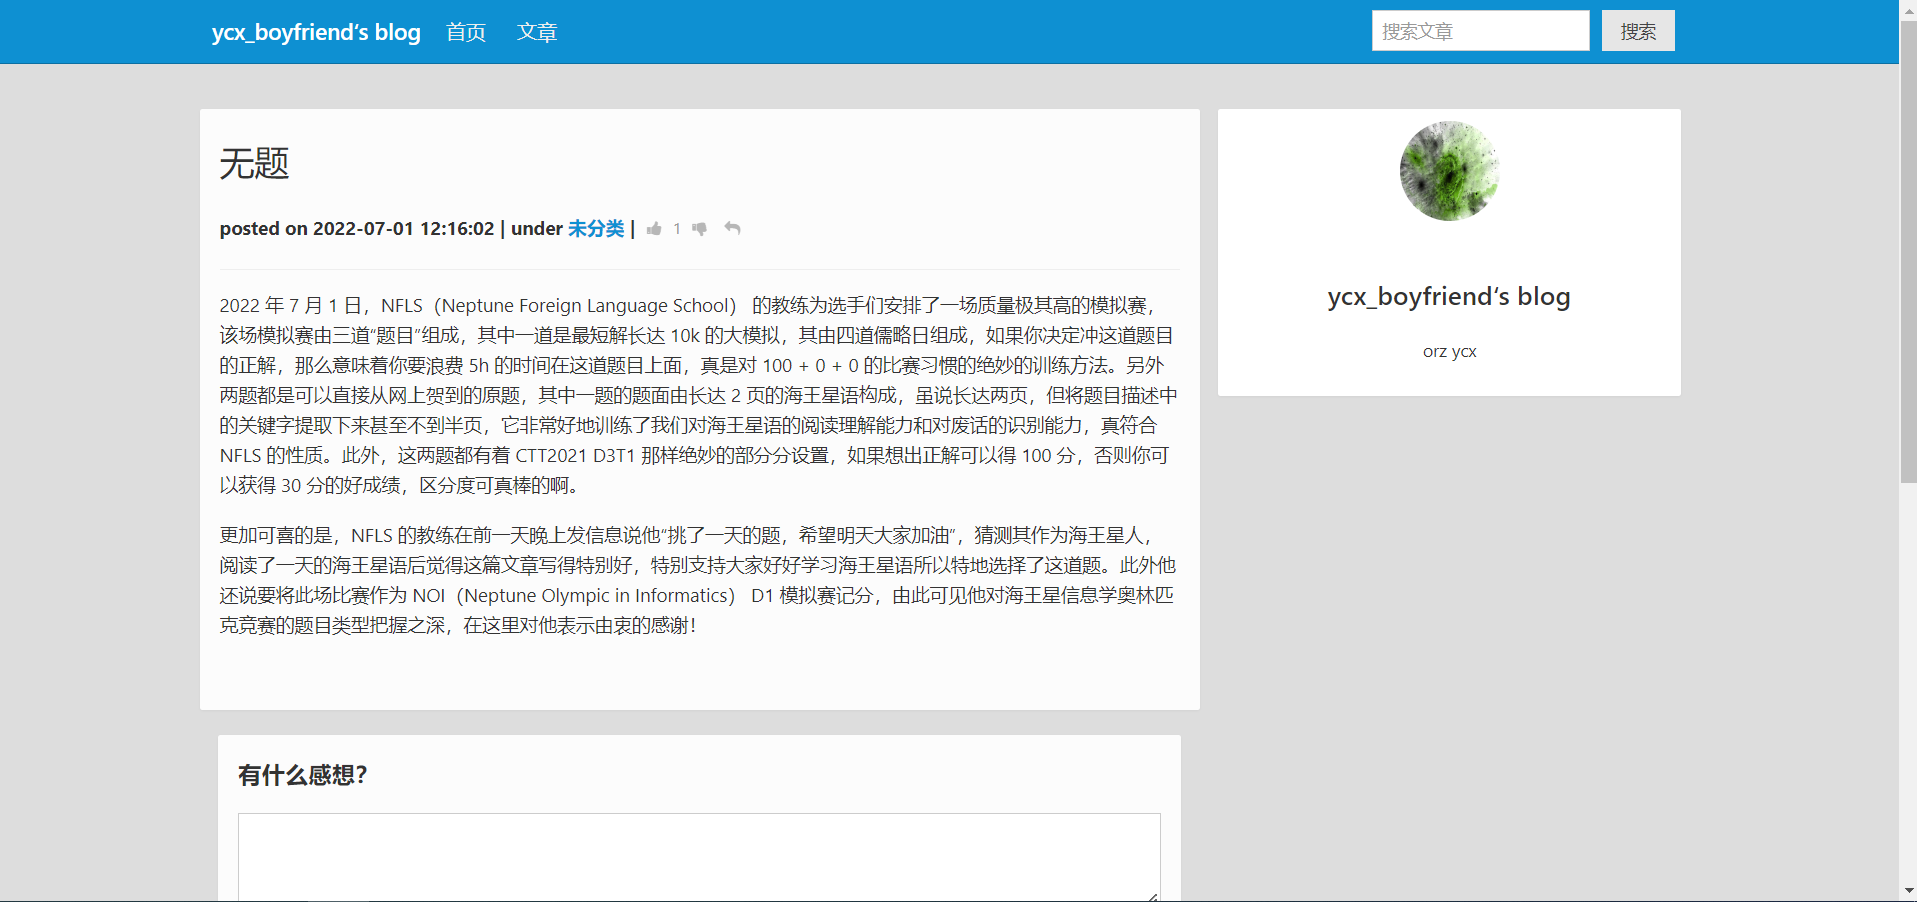 ycx_boyfriend‘s blog 首页 文章
搜索文章 搜索
无题
posted on 2022-07-01 12:16:02 | under 未分类 | 1
2022 年 7 月 1 日，NFLS（Neptune Foreign Language School） 的教练为选手们安排了一场质量极其高的模拟赛，
该场模拟赛由三道“题目”组成，其中一道是最短解长达 10k 的大模拟，其由四道儒略日组成，如果你决定冲这道题目
的正解，那么意味着你要浪费 5h 的时间在这道题目上面，真是对 100 + 0 + 0 的比赛习惯的绝妙的训练方法。另外
两题都是可以直接从网上贺到的原题，其中一题的题面由长达 2 页的海王星语构成，虽说长达两页，但将题目描述中
的关键字提取下来甚至不到半页，它非常好地训练了我们对海王星语的阅读理解能力和对废话的识别能力，真符合
NFLS 的性质。此外，这两题都有着 CTT2021 D3T1 那样绝妙的部分分设置，如果想出正解可以得 100 分，否则你可
以获得 30 分的好成绩，区分度可真棒的啊。
更加可喜的是，NFLS 的教练在前一天晚上发信息说他“挑了一天的题，希望明天大家加油”，猜测其作为海王星人，
阅读了一天的海王星语后觉得这篇文章写得特别好，特别支持大家好好学习海王星语所以特地选择了这道题。此外他
还说要将此场比赛作为 NOI（Neptune Olympic in Informatics） D1 模拟赛记分，由此可见他对海王星信息学奥林匹
克竞赛的题目类型把握之深，在这里对他表示由衷的感谢！
有什么感想？
ycx_boyfriend‘s blog
orz ycx